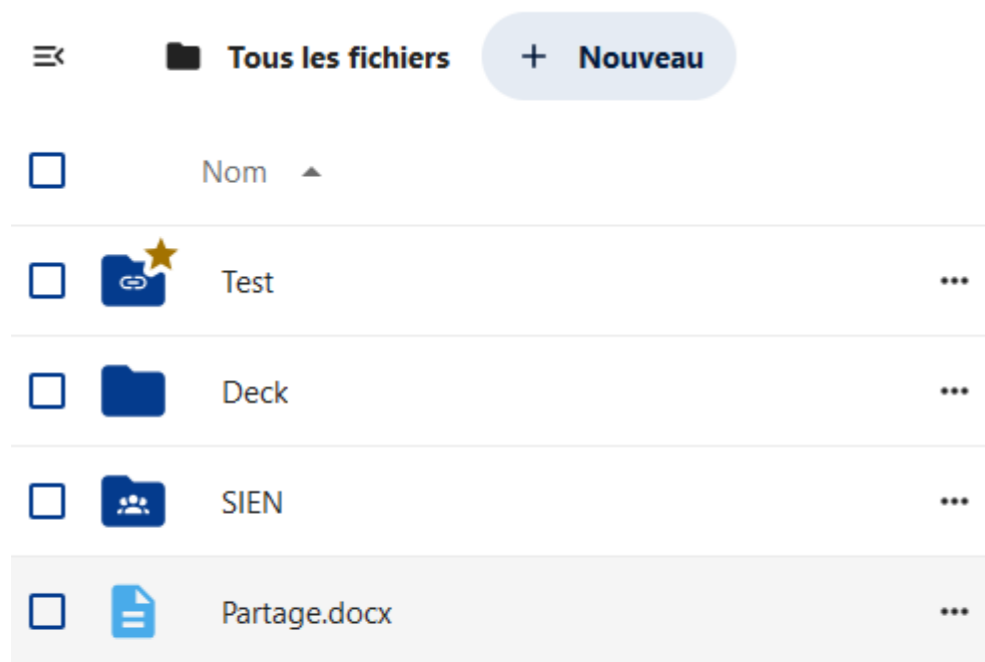 Tous les fichiers + Nouveau
Nom
Test
Deck
SIEN
Partage.docx